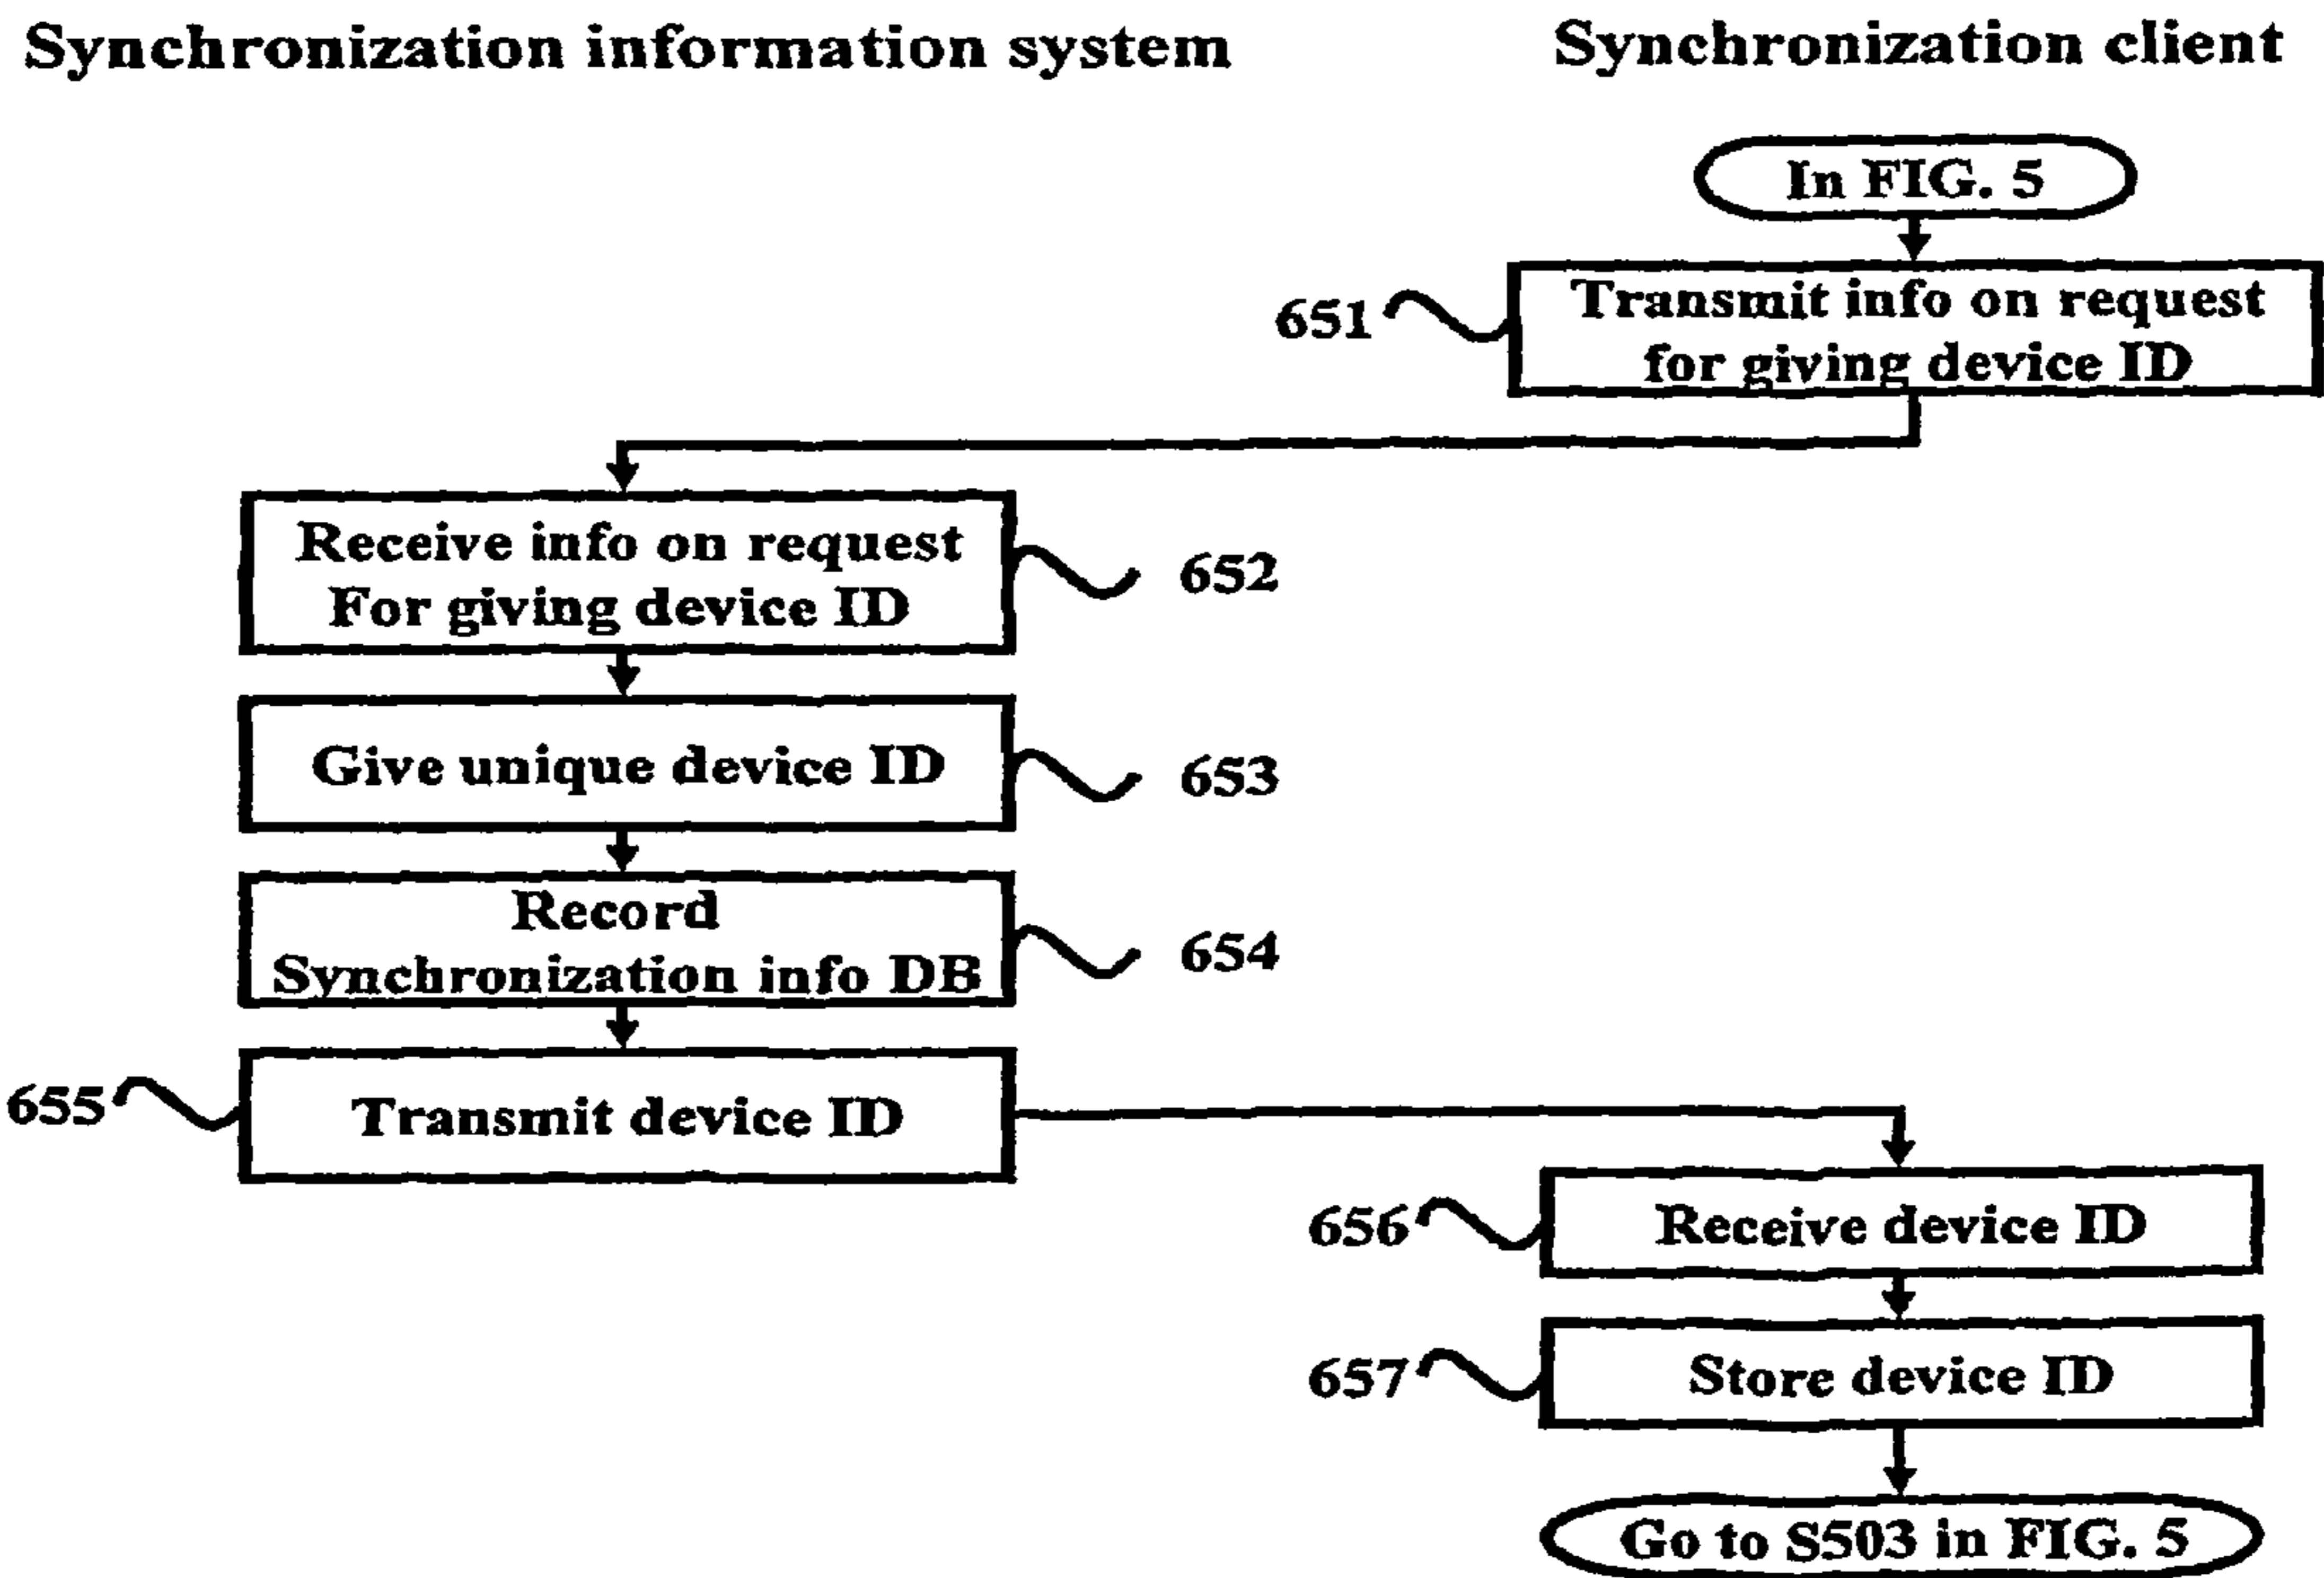 Synchronization information system
Synchronization client
In FIG. 5
651
Transmit info on request
for giving device ID
Receive info on request
For giving device ID
652
Give unique device ID
653
Record
Synchronization info DB
654
655
Transmit device ID
656
Receive device ID
657
Store device ID
Go to S503 in FIG. 5